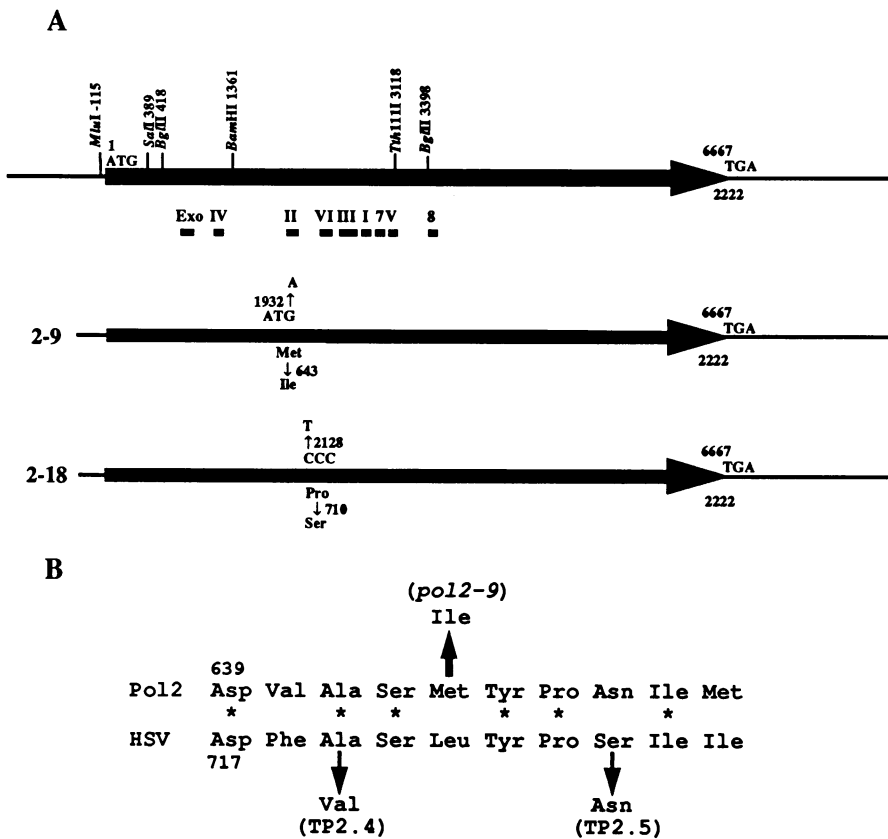 A
MluI -115
1
ATG
SalI 389
BglII 418
BamHI 1361
Tth111I 3118
BglII 3398
6667
TGA
2222
Exo IV II VI III I 7 V 8
2-9
A
1932 ↑
ATG
Met
↓ 643
Ile
6667
TGA
2222
2-18
T
↑2128
CCC
Pro
↓ 710
Ser
6667
TGA
2222
B
(pol2-9)
Ile
639
Pol2 Asp Val Ala Ser Met Tyr Pro Asn Ile Met
* * * * * *
HSV Asp Phe Ala Ser Leu Tyr Pro Ser Ile Ile
717
Val Asn
(TP2.4) (TP2.5)